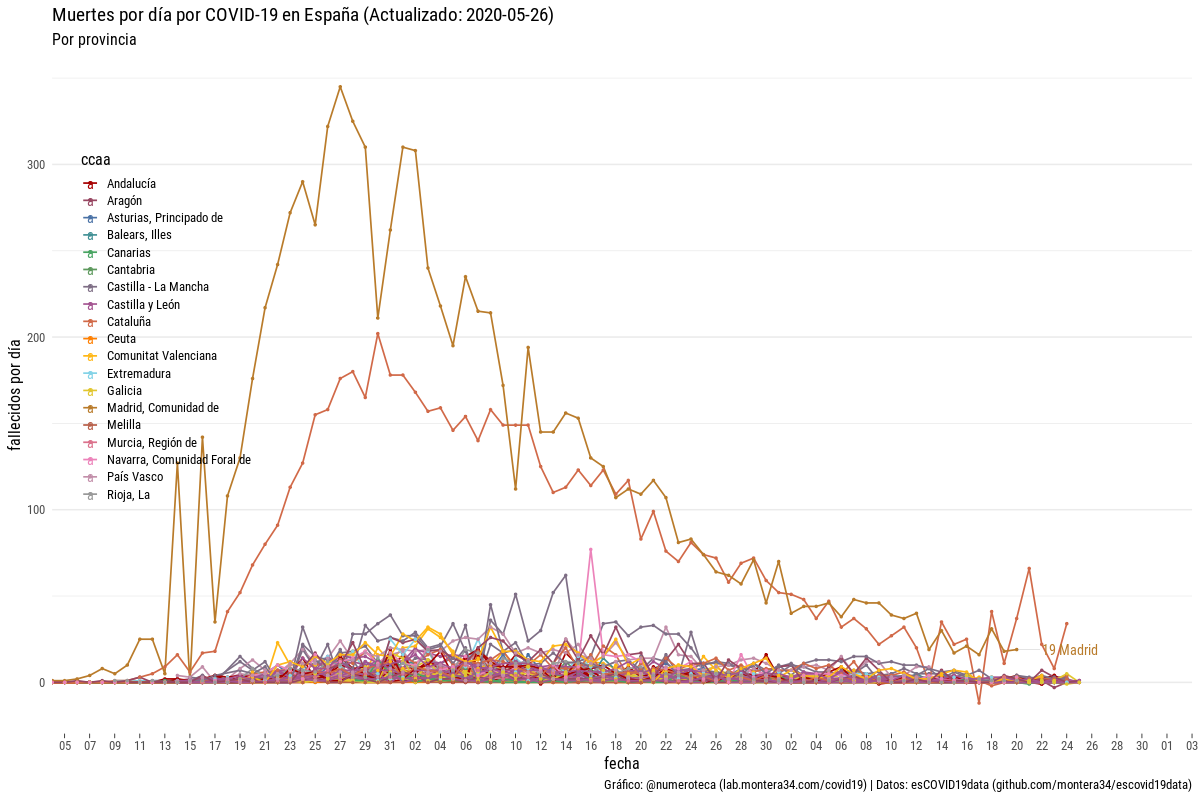 Muertes por día por COVID-19 en España (Actualizado: 2020-05-26)
Por provincia
fallecidos por día
300
200
100
0
ccaa
Andalucía
Aragón
Asturias, Principado de
Balears, Illes
Canarias
Cantabria
Castilla - La Mancha
Castilla y León
Cataluña
Ceuta
Comunitat Valenciana
Extremadura
Galicia
Madrid, Comunidad de
Melilla
Murcia, Región de
Navarra, Comunidad Foral de
País Vasco
Rioja, La
19 Madrid
05 07 09 11 13 15 17 19 21 23 25 27 29 31 02 04 06 08 10 12 14 16 18 20 22 24 26 28 30 02 04 06 08 10 12 14 16 18 20 22 24 26 28 30 01 03
fecha
Gráfico: @numeroteca (lab.montera34.com/covid19) | Datos: esCOVID19data (github.com/montera34/escovid19data)